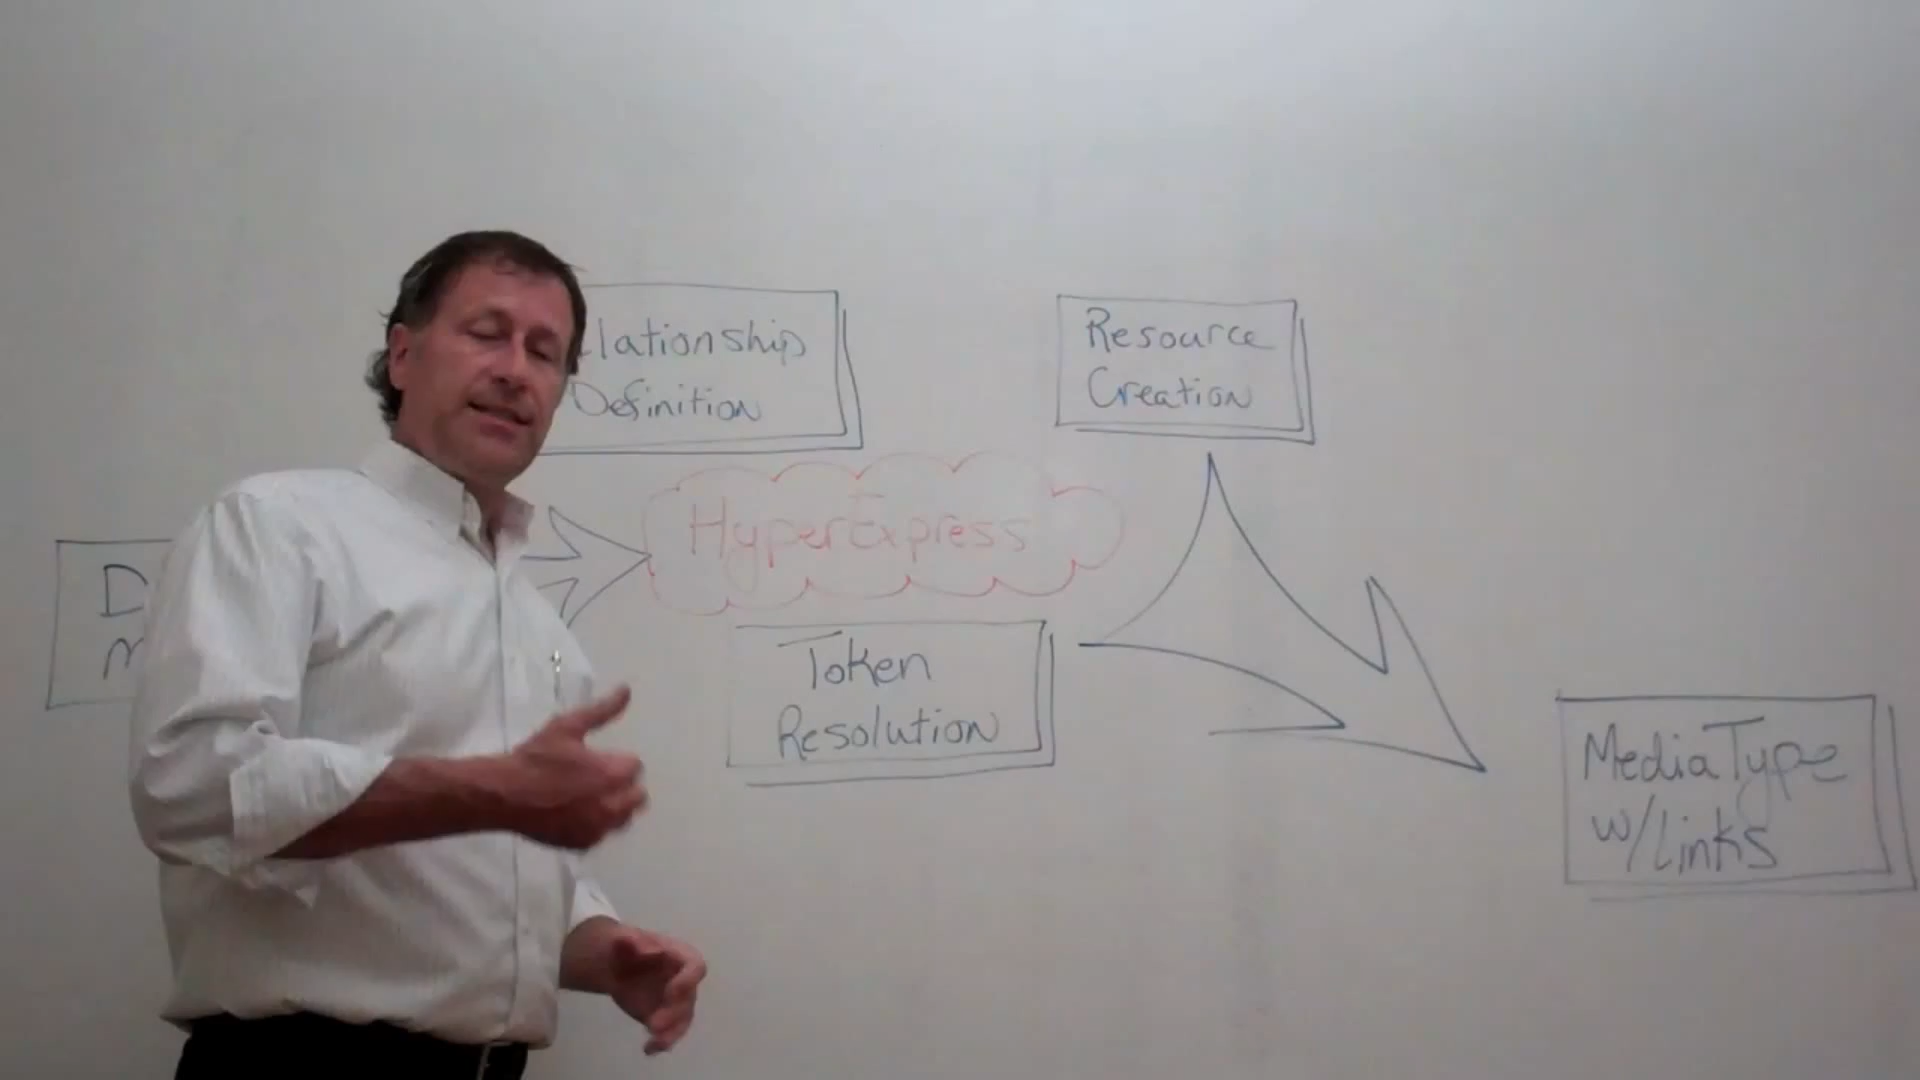 lationship
Definition
Resource
Creation
HyperExpress
D
M
Token
Resolution
MediaType
w/Links